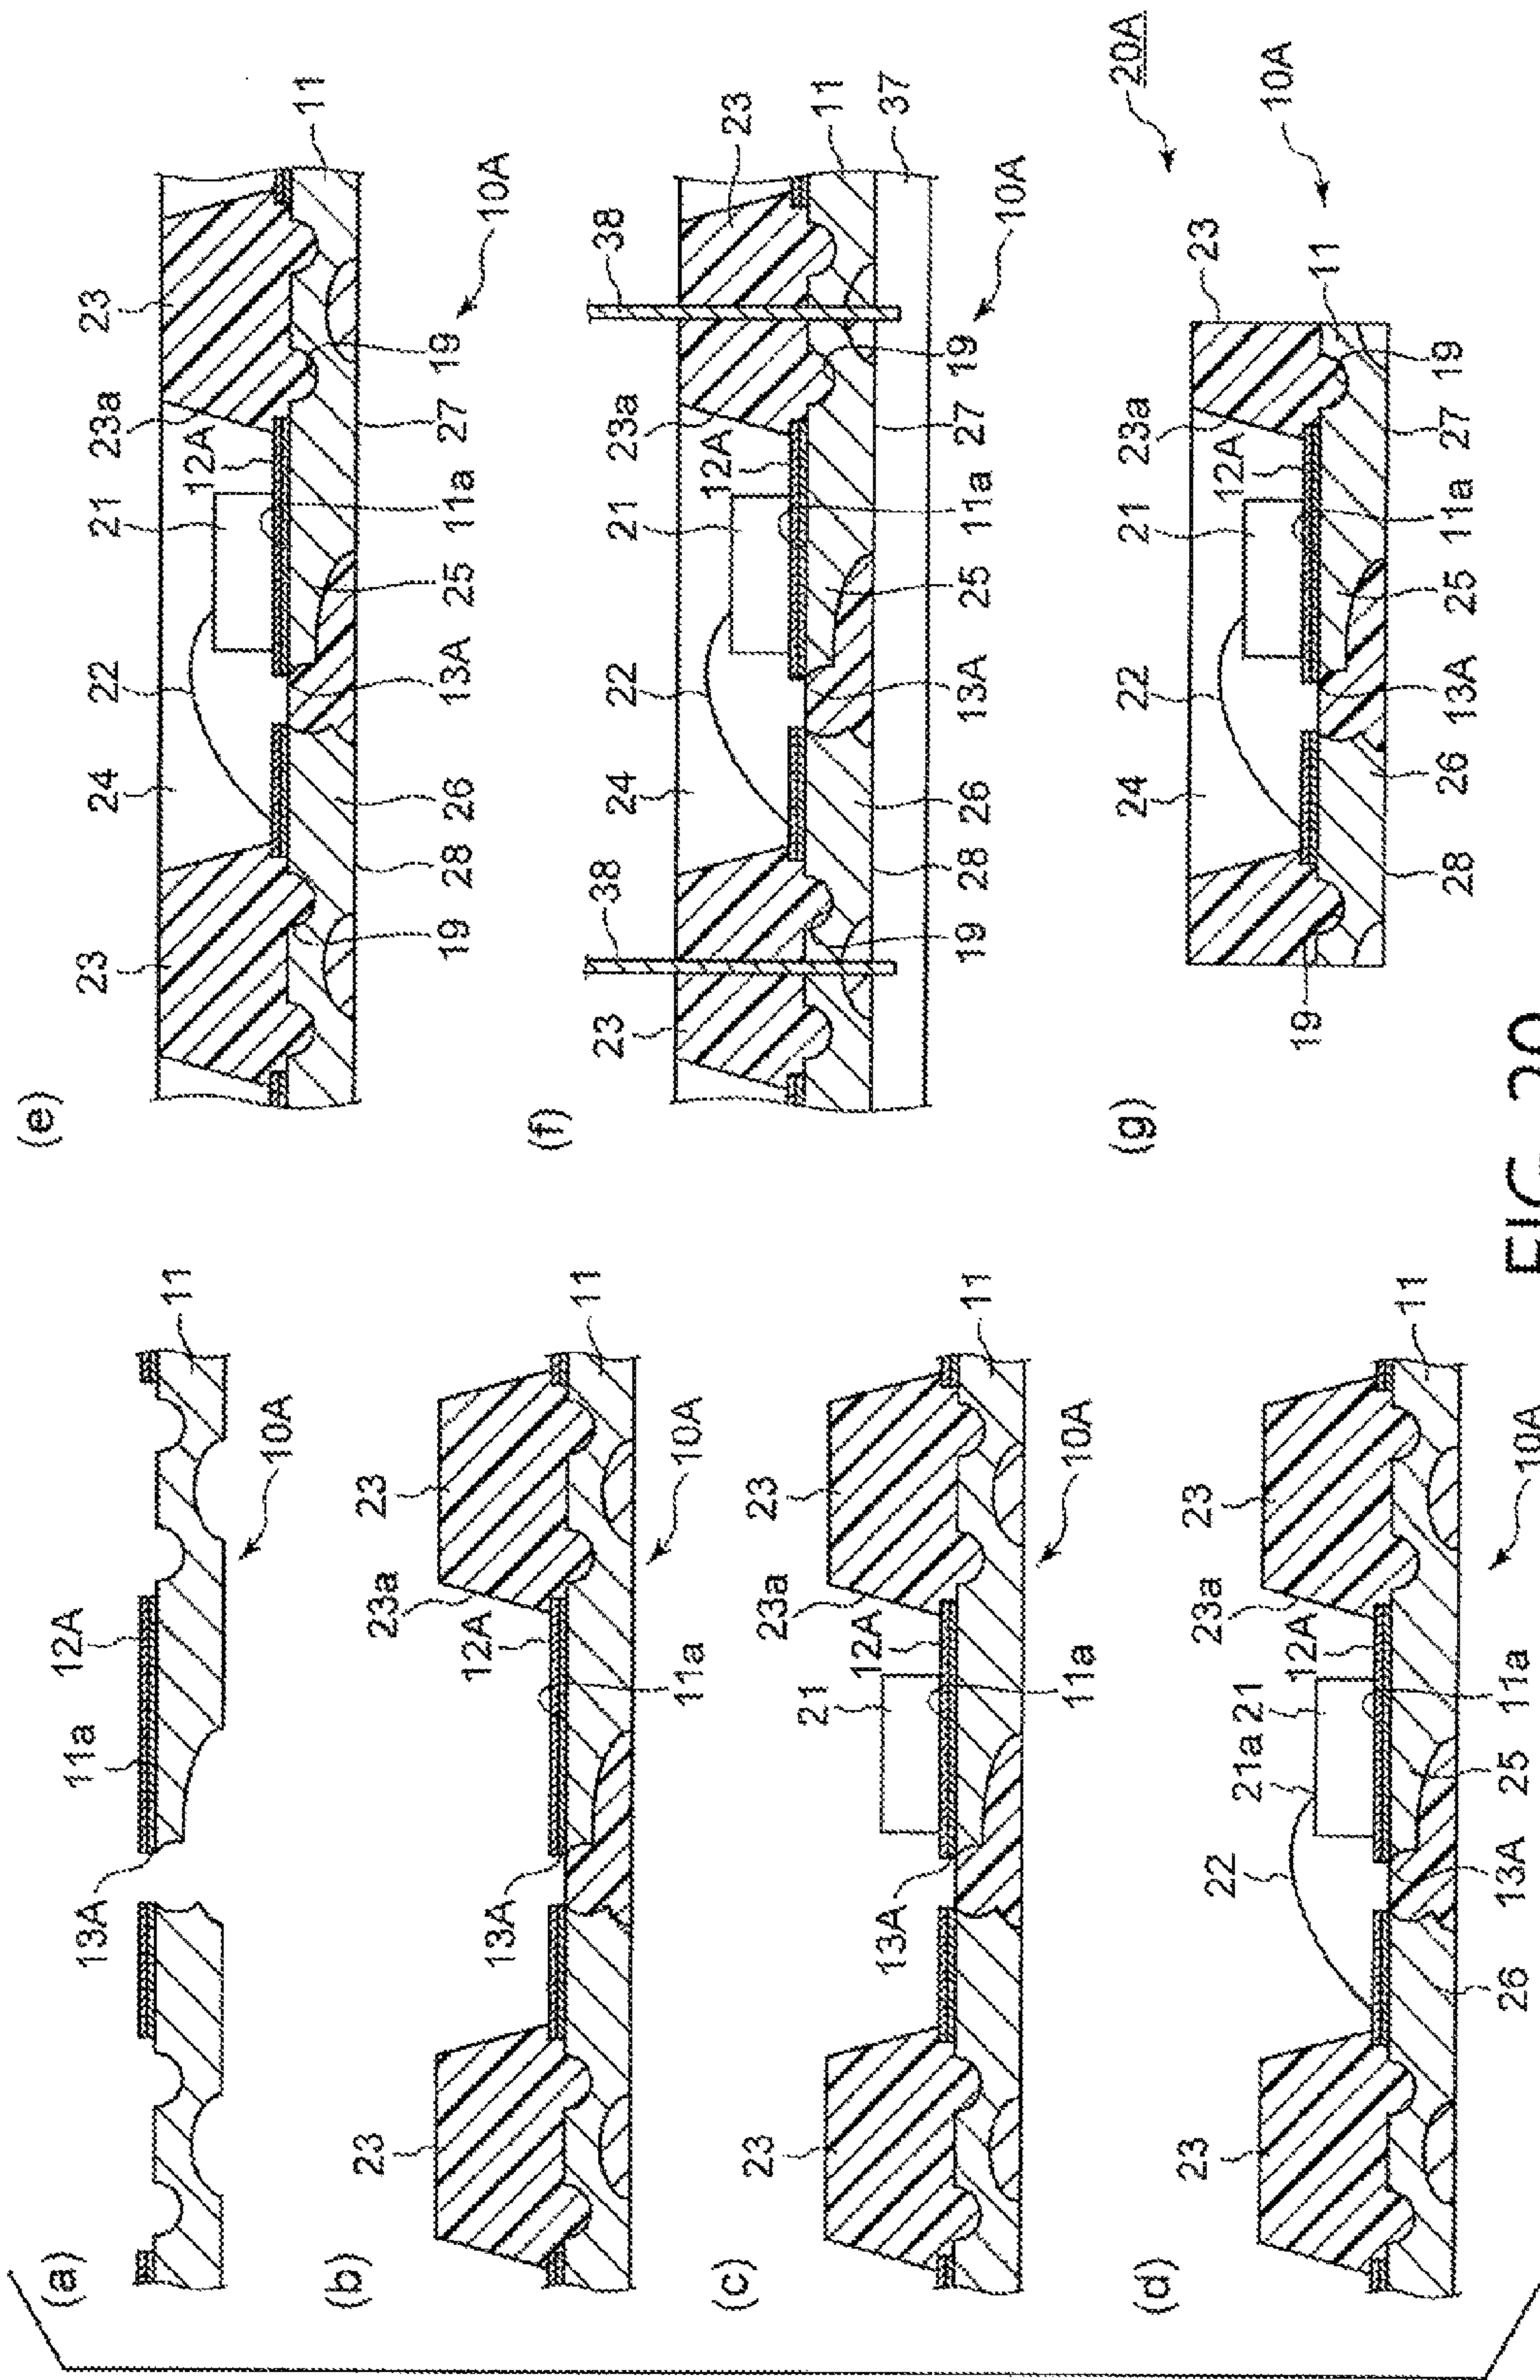 (a)
13A 11a 12A 11
10A
(b)
23 13A 12A 23a 23 11
11a 10A
(c)
23 13A 21 12A 23a 23 11
11a 10A
(d)
23 22 21a 21 12A 23a 23 11
26 13A 25 11a 10A
(e)
23 24 22 21 12A 23a 23 11
19 28 26 13A 25 11a 27 19 10A
(f)
23 38 24 22 21 12A 23a 38 23 11 37
19 28 26 13A 25 11a 27 19 10A
(g)
20A
24 22 21 12A 23a 23 11 10A
19 28 26 13A 25 11a 27 19
FIG.